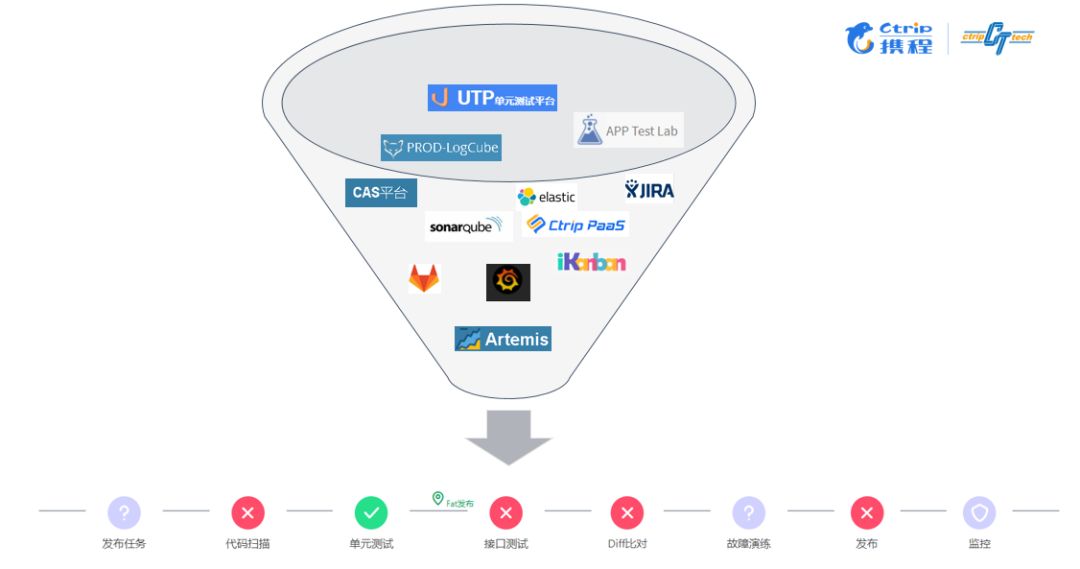 Ctrip
携程
ctrip CT tech
UTP单元测试平台
APP Test Lab
PROD-LogCube
CAS平台
elastic
JIRA
sonarqube
Ctrip PaaS
iKanban
Artemis
Fat发布
发布任务
代码扫描
单元测试
接口测试
Diff比对
故障演练
发布
监控